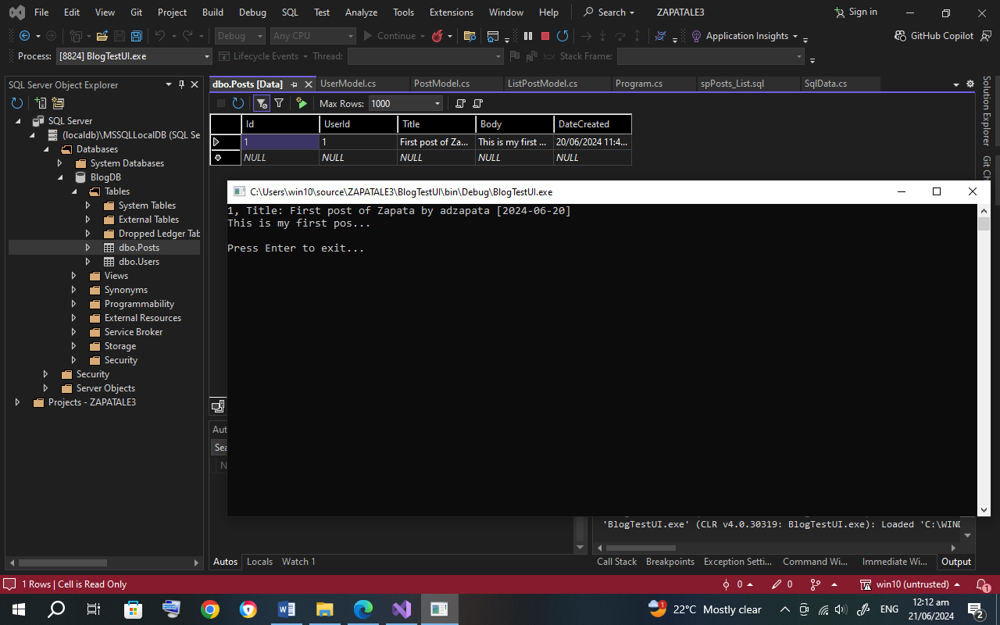 File Edit View Git Project Build Debug SQL Test Analyze Tools Extensions Window Help Search ZAPATALE3 Sign in
Debug Any CPU Continue Application Insights GitHub Copilot
Process: [8824] BlogTestUI.exe Lifecycle Events Thread: Stack Frame:
SQL Server Object Explorer
SQL Server
(localdb)\MSSQLLocalDB (SQL Se
Databases
System Databases
BlogDB
Tables
System Tables
External Tables
Dropped Ledger Tab
dbo.Posts
dbo.Users
Views
Synonyms
Programmability
External Resources
Service Broker
Storage
Security
Security
Server Objects
Projects - ZAPATALE3
dbo.Posts [Data] UserModel.cs PostModel.cs ListPostModel.cs Program.cs spPosts_List.sql SqlData.cs
Max Rows: 1000
Id UserId Title Body DateCreated
1 1 First post of Za... This is my first ... 20/06/2024 11:4...
NULL NULL NULL NULL NULL
Solution Explorer
Git Ch
C:\Users\win10\source\ZAPATALE3\BlogTestUI\bin\Debug\BlogTestUI.exe
1, Title: First post of Zapata by adzapata [2024-06-20]
This is my first pos...
Press Enter to exit...
Aut
Sea
N
'BlogTestUI.exe' (CLR v4.0.30319: BlogTestUI.exe): Loaded 'C:\WIND
Autos Locals Watch 1
Call Stack Breakpoints Exception Setti... Command Wi... Immediate Wi... Output
1 Rows | Cell is Read Only 0 0 win10 (untrusted) 1
1 22°C Mostly clear ENG 12:12 am 21/06/2024 2